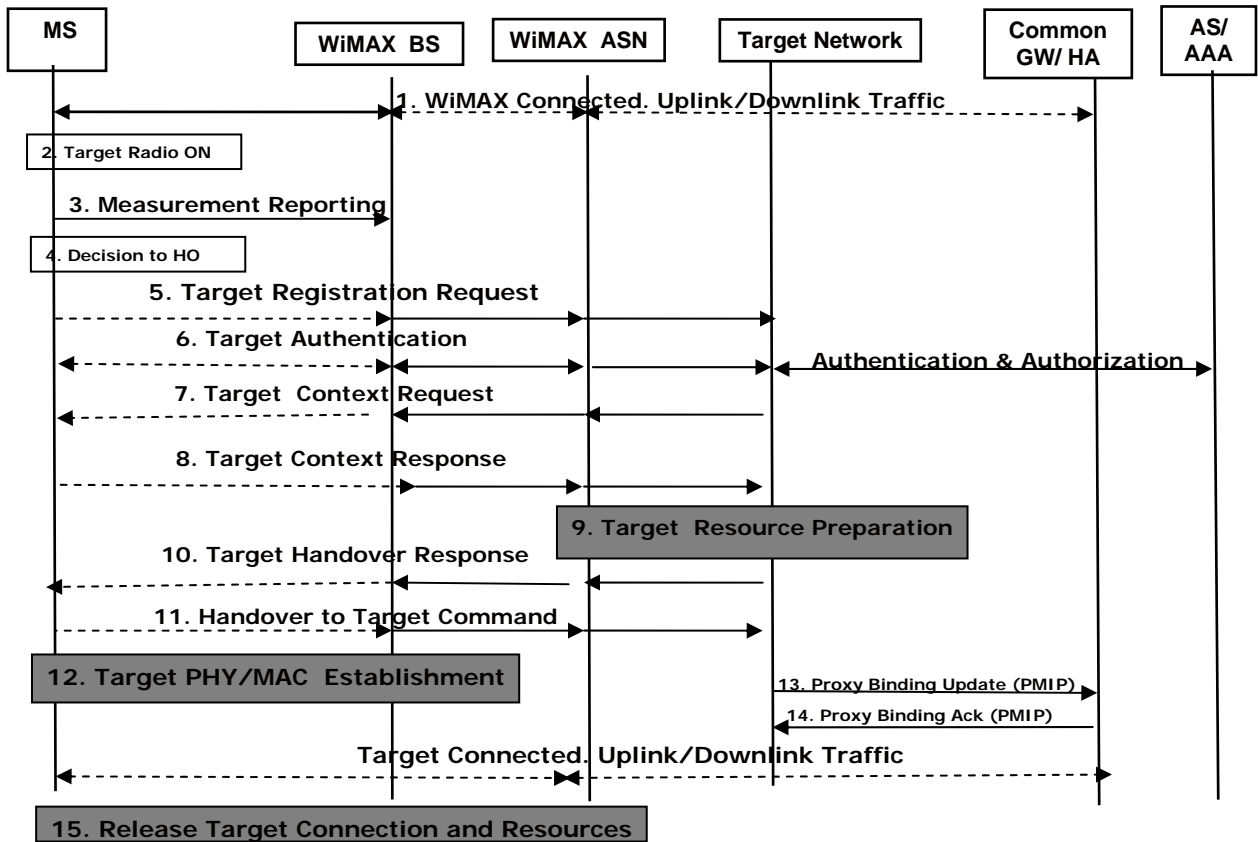 MS
WiMAX BS
WiMAX ASN
Target Network
Common
GW/ HA
AS/
AAA
1. WiMAX Connected. Uplink/Downlink Traffic
2. Target Radio ON
3. Measurement Reporting
4. Decision to HO
5. Target Registration Request
6. Target Authentication
Authentication & Authorization
7. Target Context Request
8. Target Context Response
9. Target Resource Preparation
10. Target Handover Response
11. Handover to Target Command
12. Target PHY/MAC Establishment
13. Proxy Binding Update (PMIP)
14. Proxy Binding Ack (PMIP)
Target Connected. Uplink/Downlink Traffic
15. Release Target Connection and Resources